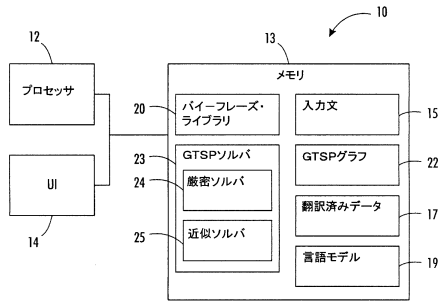 10
12
13
プロセッサ
メモリ
20
バイ－フレーズ・
ライブラリ
入力文
15
23
GTSPソルバ
GTSPグラフ
22
24
厳密ソルバ
UI
14
翻訳済みデータ
17
25
近似ソルバ
言語モデル
19